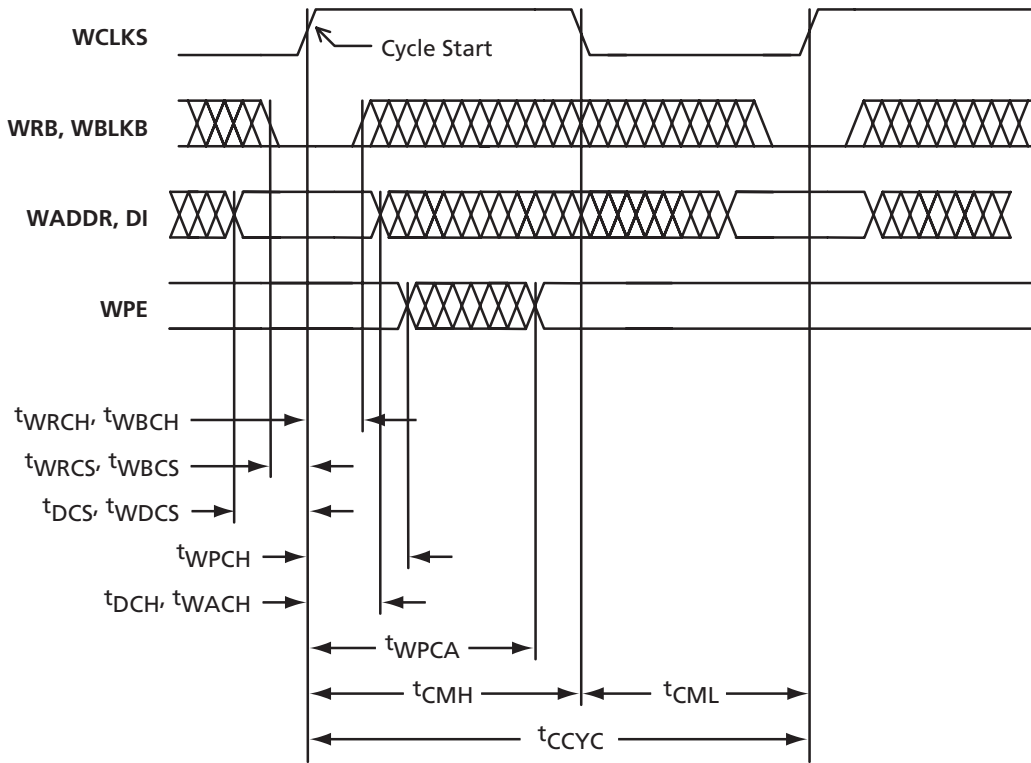 WCLKS
Cycle Start
WRB, WBLKB
WADDR, DI
WPE
tWRCH, tWBCH
tWRCS, tWBCS
tDCS, tWDCS
tWPCH
tDCH, tWACH
tWPCA
tCMH tCML
tCCYC